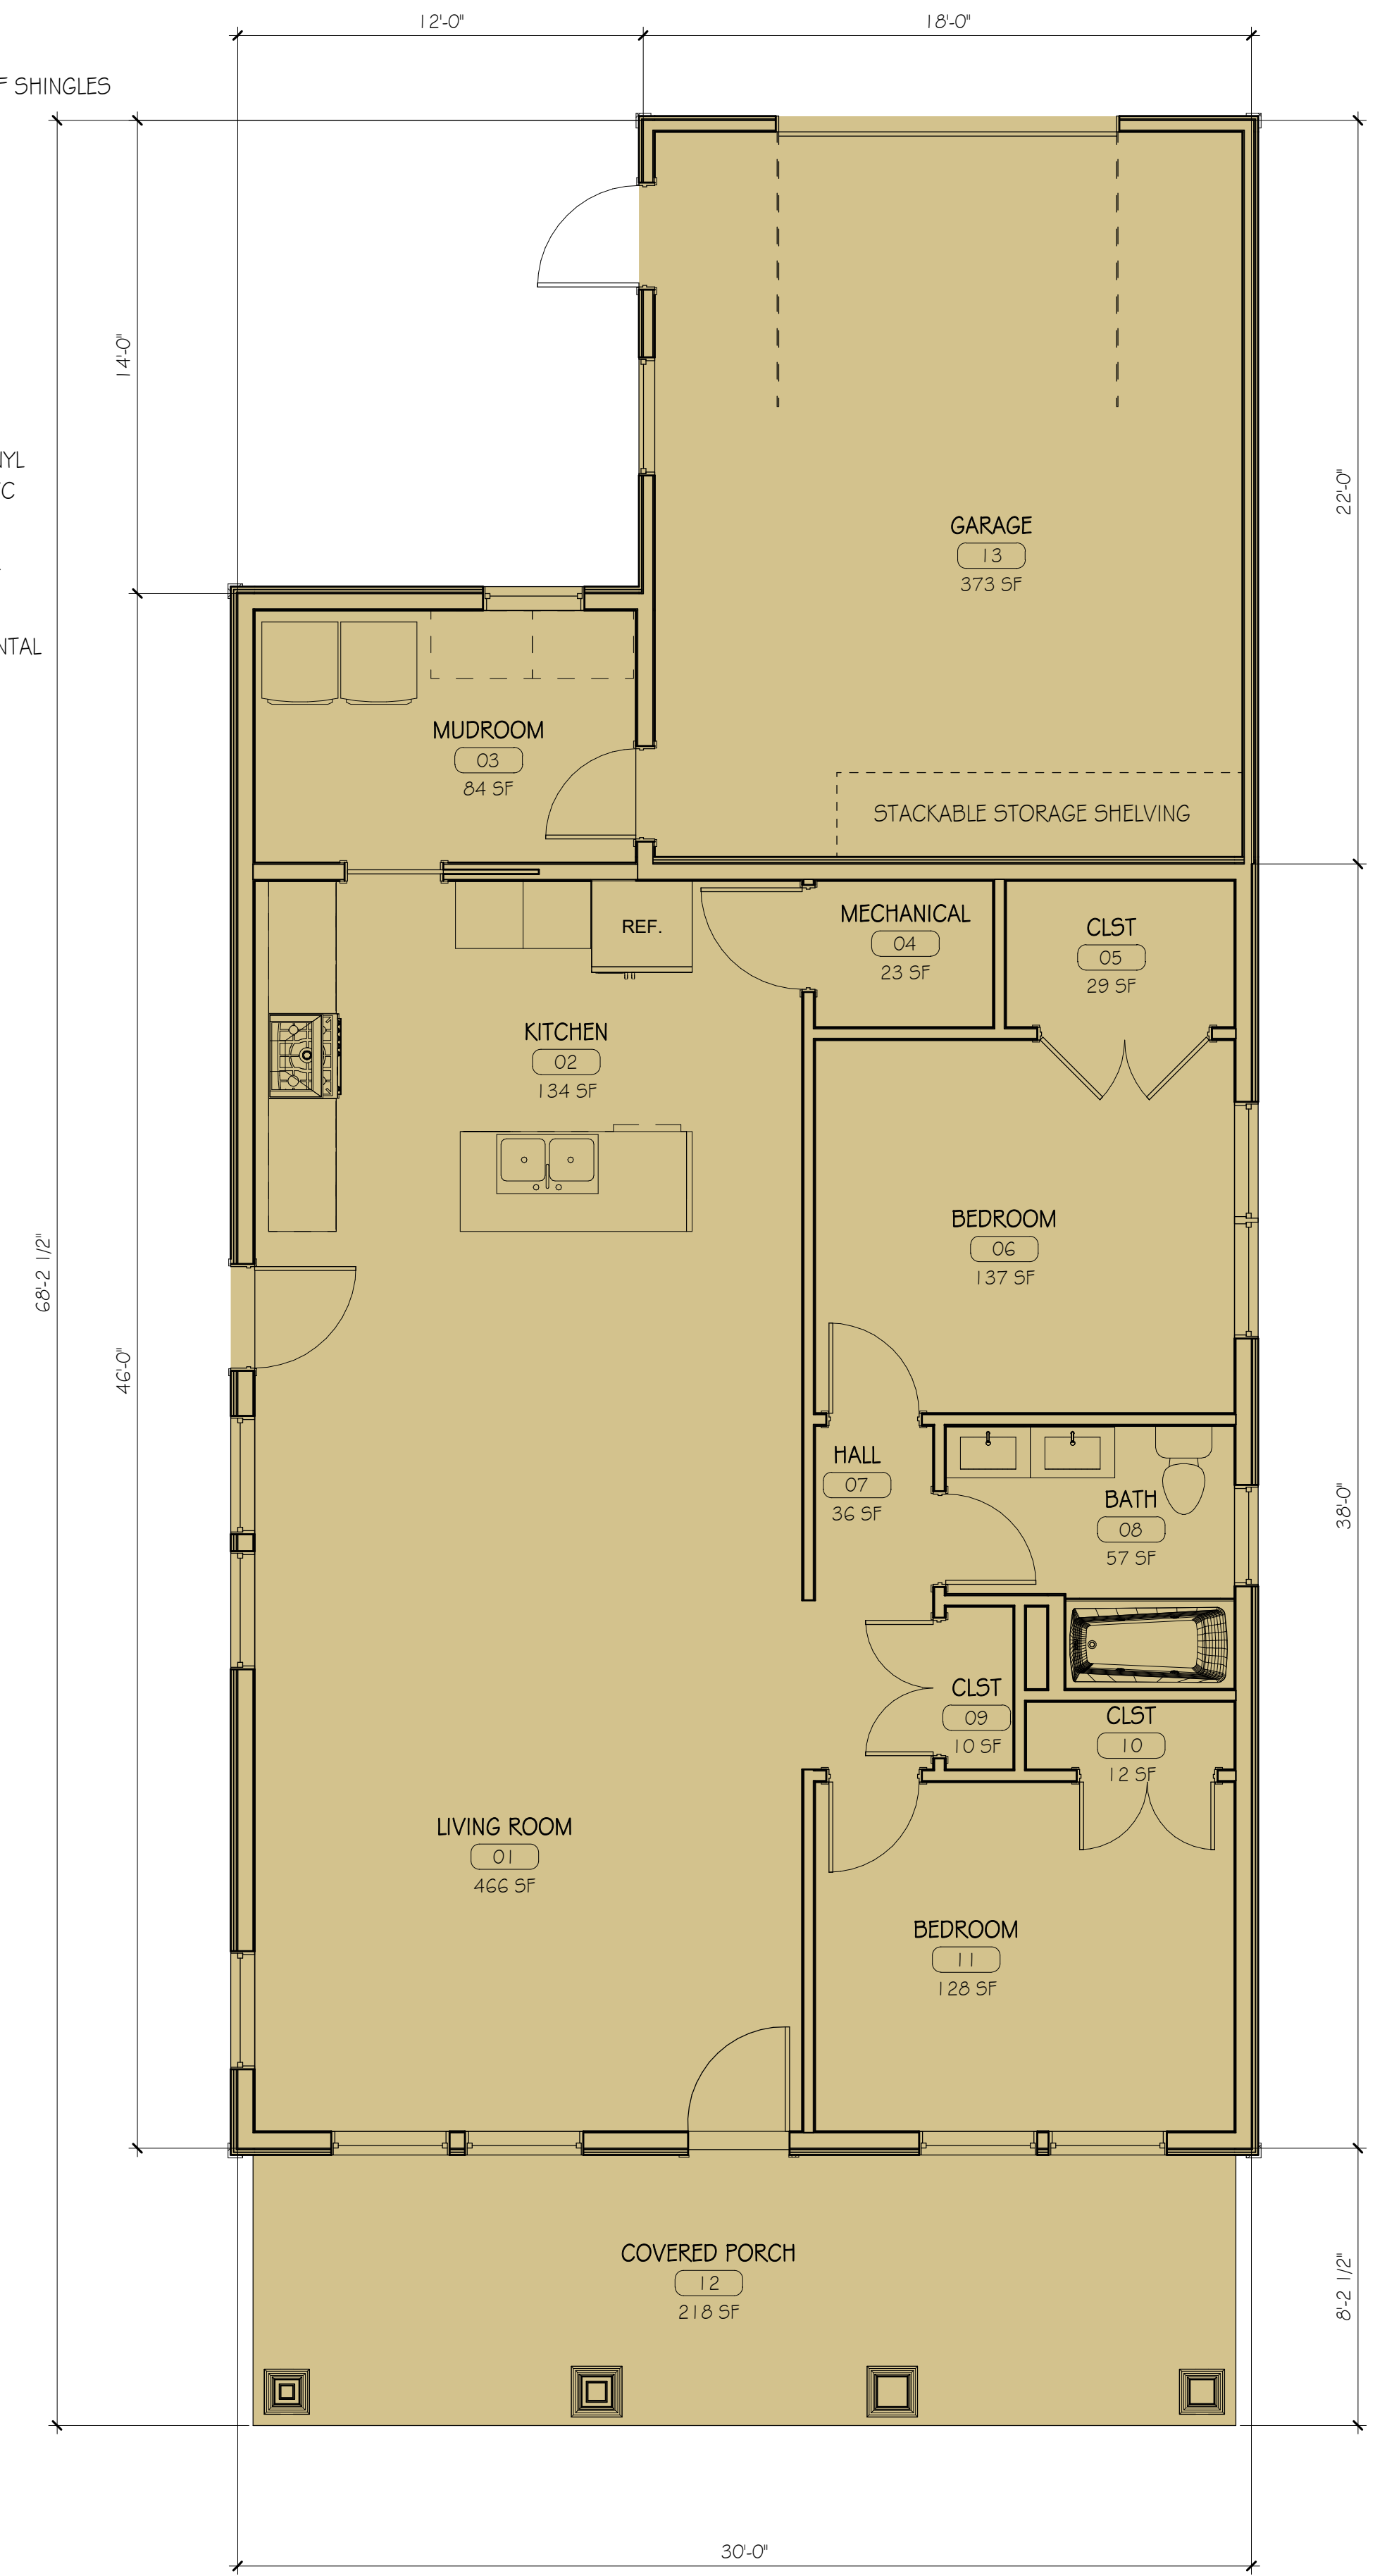 12'-0"
18'-0"
F SHINGLES
14'-0"
22'-0"
NYL
GARAGE
13
373 SF
NTAL
MUDROOM
03
84 SF
STACKABLE STORAGE SHELVING
REF.
MECHANICAL
04
23 SF
CLST
05
29 SF
KITCHEN
02
134 SF
BEDROOM
06
137 SF
68'-2 1/2"
46'-0"
38'-0"
HALL
07
36 SF
BATH
08
57 SF
CLST
09
10 SF
CLST
10
12 SF
LIVING ROOM
01
466 SF
BEDROOM
11
128 SF
COVERED PORCH
12
218 SF
8'-2 1/2"
30'-0"